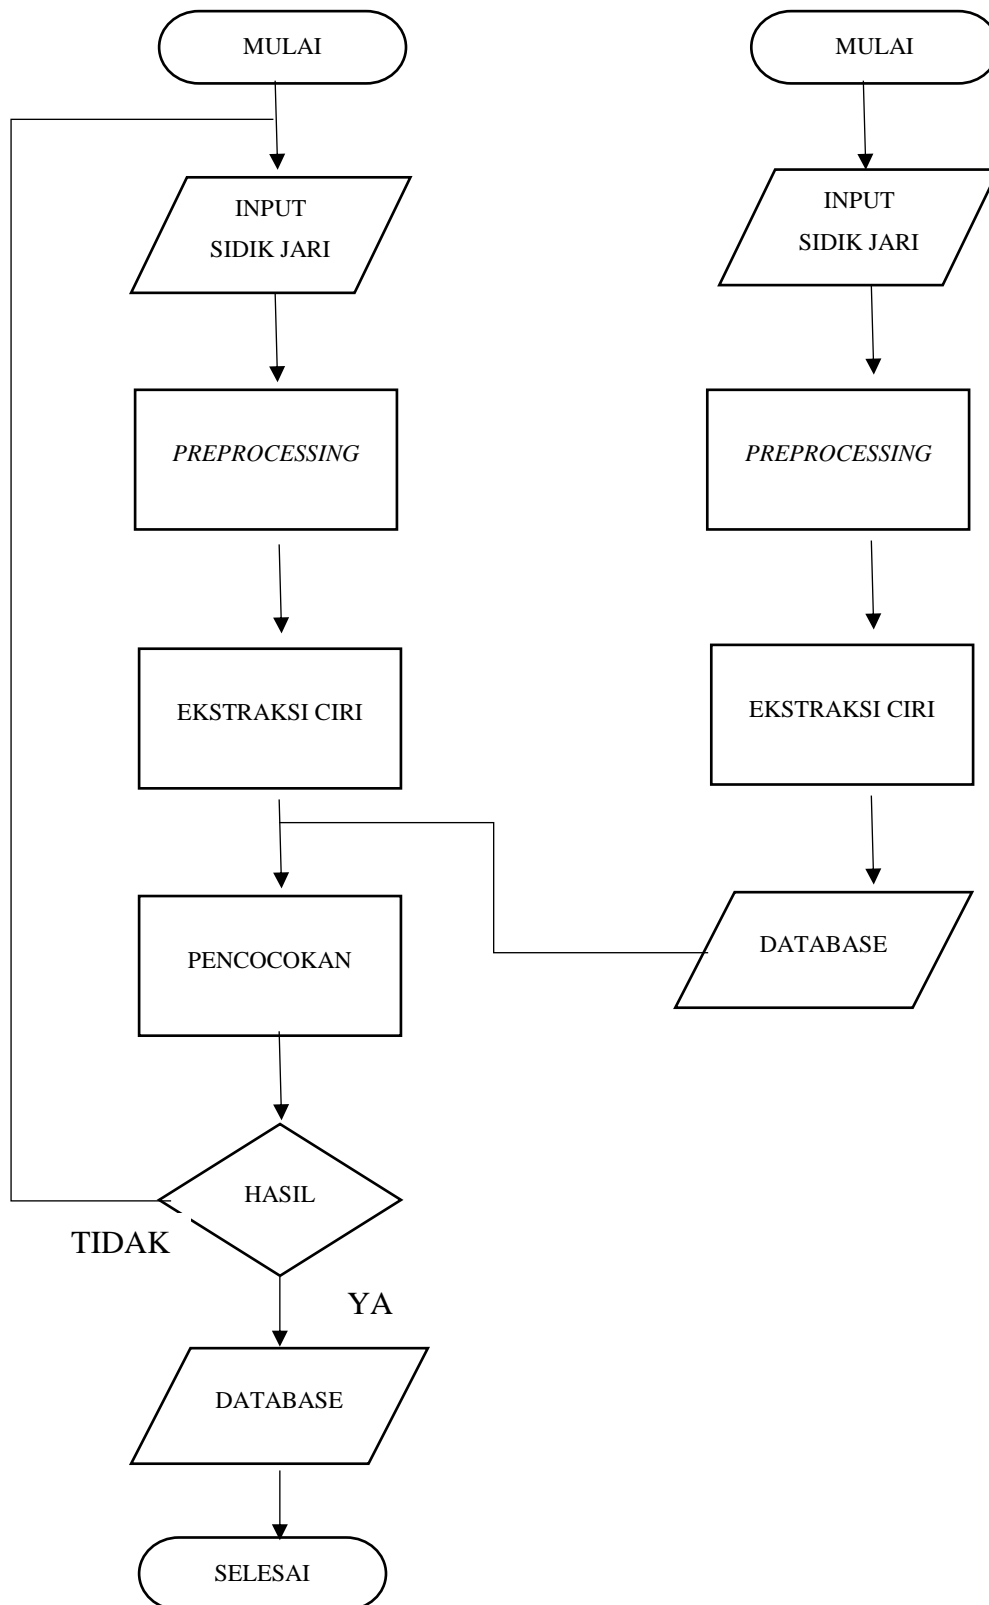 MULAI
INPUT
SIDIK JARI
PREPROCESSING
EKSTRAKSI CIRI
PENCOCOKAN
HASIL
TIDAK
YA
DATABASE
SELESAI
MULAI
INPUT
SIDIK JARI
PREPROCESSING
EKSTRAKSI CIRI
DATABASE